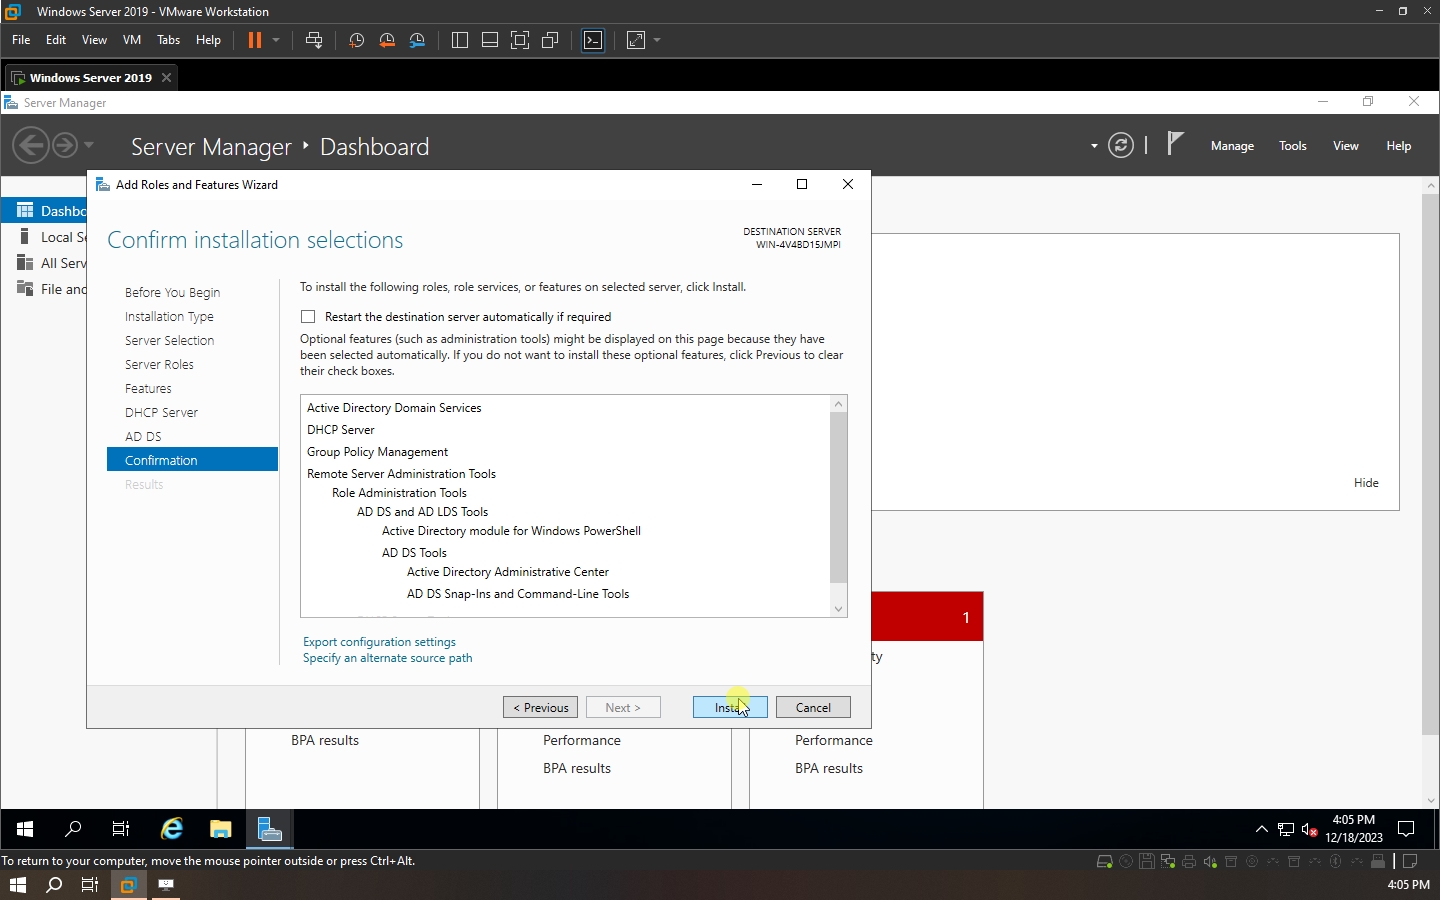 Windows Server 2019 - VMware Workstation
File Edit View VM Tabs Help
Windows Server 2019
Server Manager
Server Manager Dashboard
Manage Tools View Help
Add Roles and Features Wizard
Dashbo
Local Se
All Serv
File and
Confirm installation selections
DESTINATION SERVER
WIN-4V4BD15JMPI
Before You Begin
Installation Type
Server Selection
Server Roles
Features
DHCP Server
AD DS
Confirmation
Results
To install the following roles, role services, or features on selected server, click Install.
Restart the destination server automatically if required
Optional features (such as administration tools) might be displayed on this page because they have
been selected automatically. If you do not want to install these optional features, click Previous to clear
their check boxes.
Active Directory Domain Services
DHCP Server
Group Policy Management
Remote Server Administration Tools
Role Administration Tools
AD DS and AD LDS Tools
Active Directory module for Windows PowerShell
AD DS Tools
Active Directory Administrative Center
AD DS Snap-Ins and Command-Line Tools
Export configuration settings
Specify an alternate source path
< Previous Next > Install Cancel
Hide
1
ty
BPA results
Performance
BPA results
Performance
BPA results
4:05 PM
12/18/2023
To return to your computer, move the mouse pointer outside or press Ctrl+Alt.
4:05 PM